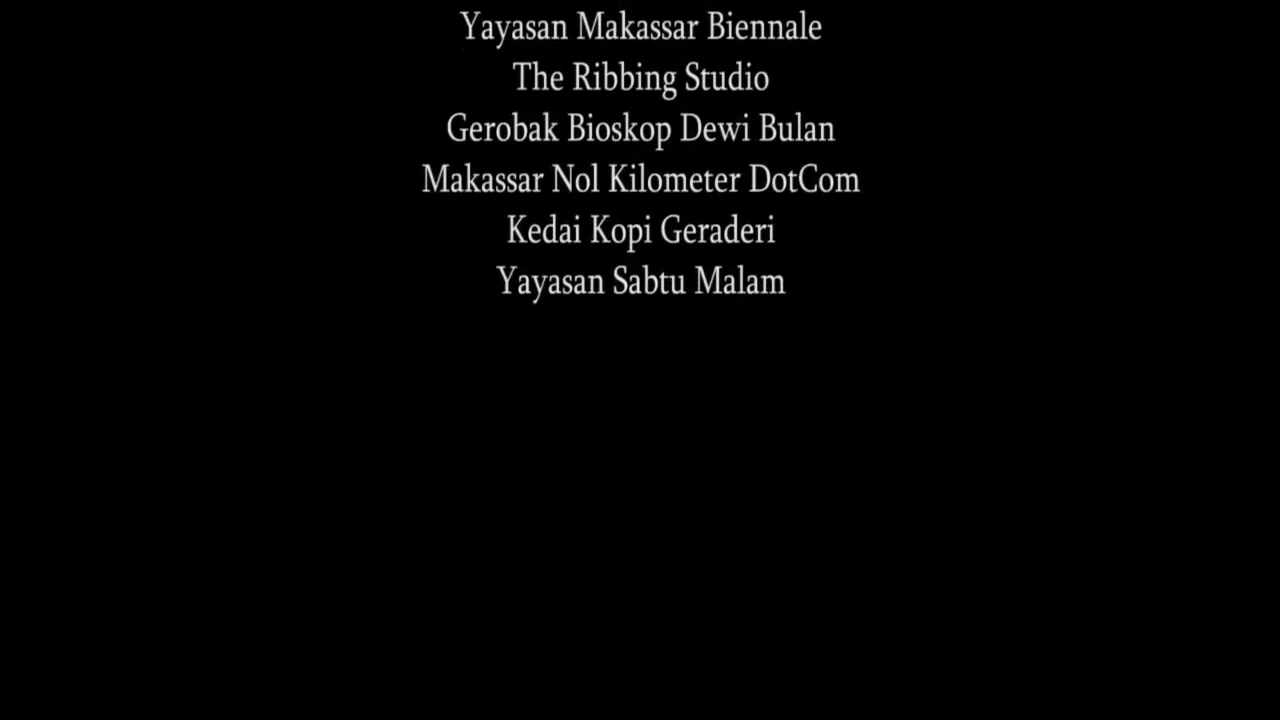 Yayasan Makassar Biennale
The Ribbing Studio
Gerobak Bioskop Dewi Bulan
Makassar Nol Kilometer DotCom
Kedai Kopi Geraderi
Yayasan Sabtu Malam